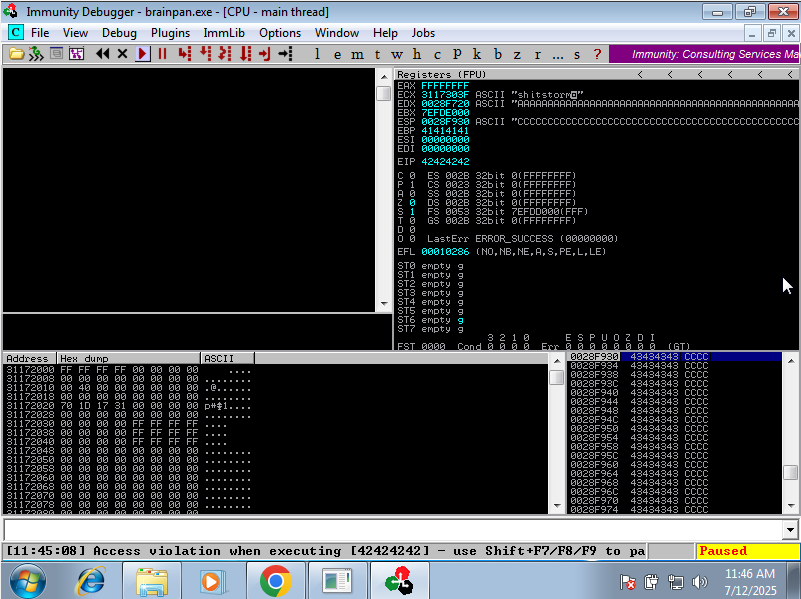 Immunity Debugger - brainpan.exe - [CPU - main thread]
C File View Debug Plugins ImmLib Options Window Help Jobs
l e m t w h c P k b z r ... s ? Immunity: Consulting Services Ma
Registers (FPU) < < < < < <
EAX FFFFFFFF
ECX 3117303F ASCII "shitstorm
EDX 0028F720 ASCII "AAAAAAAAAAAAAAAAAAAAAAAAAAAAAAAAAAAAAAAAAAA
EBX 7EFDE000
ESP 0028F930 ASCII "CCCCCCCCCCCCCCCCCCCCCCCCCCCCCCCCCCCCCCCCCCC
EBP 41414141
ESI 00000000
EDI 00000000
EIP 42424242
C 0 ES 002B 32bit 0(FFFFFFFF)
P 1 CS 0023 32bit 0(FFFFFFFF)
A 0 SS 002B 32bit 0(FFFFFFFF)
Z 0 DS 002B 32bit 0(FFFFFFFF)
S 1 FS 0053 32bit 7EFDD000(FFF)
T 0 GS 002B 32bit 0(FFFFFFFF)
D 0
O 0 LastErr ERROR_SUCCESS (00000000)
EFL 00010286 (NO,NB,NE,A,S,PE,L,LE)
ST0 empty g
ST1 empty g
ST2 empty g
ST3 empty g
ST4 empty g
ST5 empty g
ST6 empty g
ST7 empty g
3 2 1 0 E S P U O Z D I
FST 0000 Cond 0 0 0 0 Err 0 0 0 0 0 0 0 0 (GT)
Address Hex dump ASCII
31172000 FF FF FF FF 00 00 00 00 ....
31172008 00 00 00 00 00 00 00 00 ........
31172010 00 40 00 00 00 00 00 00 .@......
31172018 00 00 00 00 00 00 00 00 ........
31172020 70 1D 17 31 00 00 00 00 p#$1....
31172028 00 00 00 00 00 00 00 00 ........
31172030 00 00 00 00 FF FF FF FF ....
31172038 00 00 00 00 FF FF FF FF ....
31172040 00 00 00 00 FF FF FF FF ....
31172048 00 00 00 00 00 00 00 00 ........
31172050 00 00 00 00 00 00 00 00 ........
31172058 00 00 00 00 00 00 00 00 ........
31172060 00 00 00 00 00 00 00 00 ........
31172068 00 00 00 00 00 00 00 00 ........
31172070 00 00 00 00 00 00 00 00 ........
31172078 00 00 00 00 00 00 00 00 ........
0028F930 43434343 CCCC
0028F934 43434343 CCCC
0028F938 43434343 CCCC
0028F93C 43434343 CCCC
0028F940 43434343 CCCC
0028F944 43434343 CCCC
0028F948 43434343 CCCC
0028F94C 43434343 CCCC
0028F950 43434343 CCCC
0028F954 43434343 CCCC
0028F958 43434343 CCCC
0028F95C 43434343 CCCC
0028F960 43434343 CCCC
0028F964 43434343 CCCC
0028F968 43434343 CCCC
0028F96C 43434343 CCCC
0028F970 43434343 CCCC
0028F974 43434343 CCCC
[11:45:08] Access violation when executing [42424242] - use Shift+F7/F8/F9 to pa
Paused
11:46 AM
7/12/2025